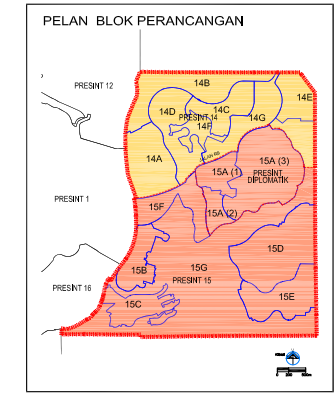 PELAN BLOK PERANCANGAN
PRESINT 12
14B
14E
14D
14C
PRESINT 14
14F
14G
14A
15A (3)
15A (1)
PRESINT
DIPLOMATIK
PRESINT 1
15F
15A (2)
15D
15B
15G
PRESINT 15
PRESINT 16
15C
15E